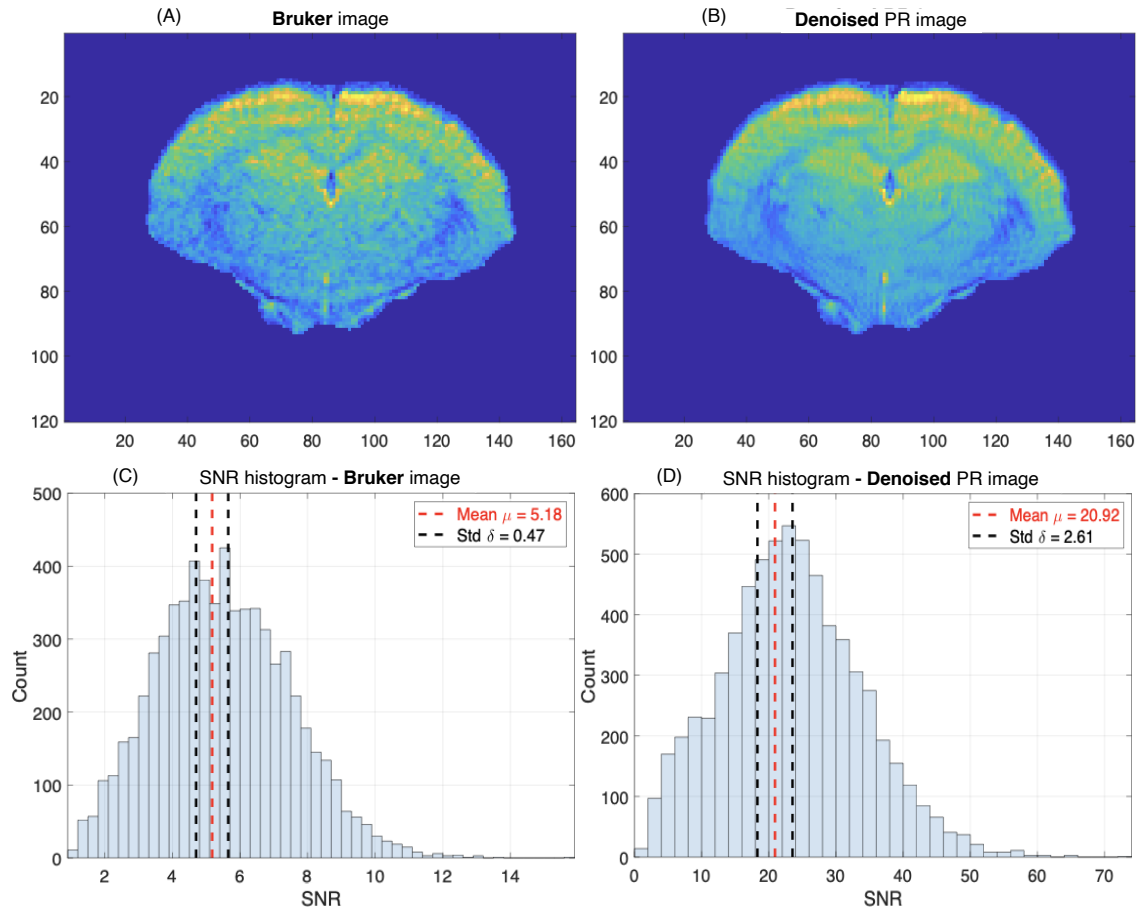 (A) Bruker image
(B) Denoised PR image
20
40
60
80
100
120
20 40 60 80 100 120 140 160
20
40
60
80
100
120
20 40 60 80 100 120 140 160
(C) SNR histogram - Bruker image
500
400
300
200
100
0
Count
Mean μ = 5.18
Std δ = 0.47
2 4 6 8 10 12 14
SNR
(D) SNR histogram - Denoised PR image
600
500
400
300
200
100
0
Count
Mean μ = 20.92
Std δ = 2.61
0 10 20 30 40 50 60 70
SNR